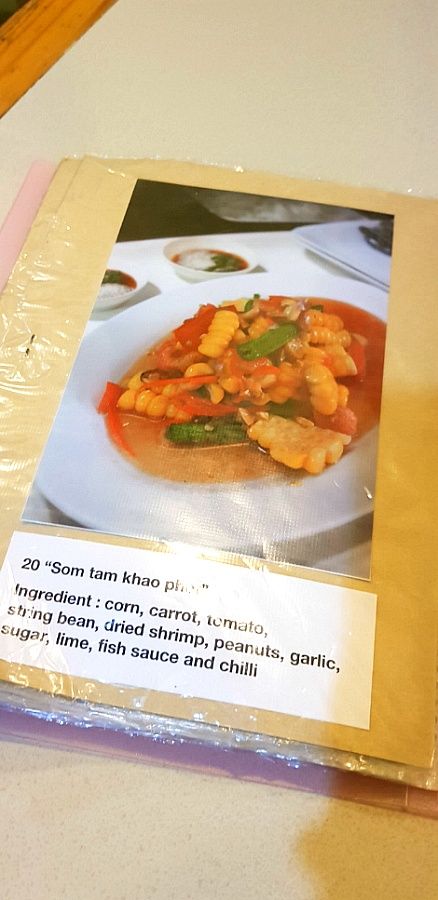 20 “Som tam khao
Ingredient : corn, carrot, tomato,
string bean, dried shrimp, peanuts, garlic,
sugar, lime, fish sauce and chilli